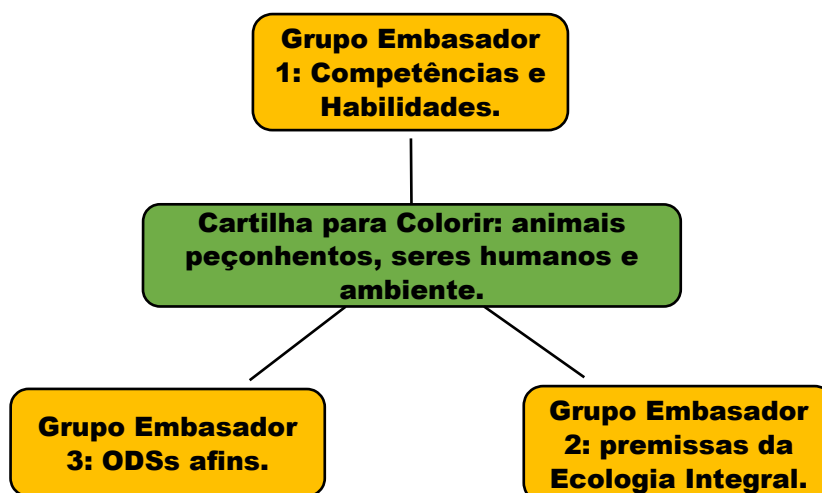 Grupo Embasador
1: Competências e
Habilidades.
Cartilha para Colorir: animais
peçonhentos, seres humanos e
ambiente.
Grupo Embasador
3: ODSs afins.
Grupo Embasador
2: premissas da
Ecologia Integral.